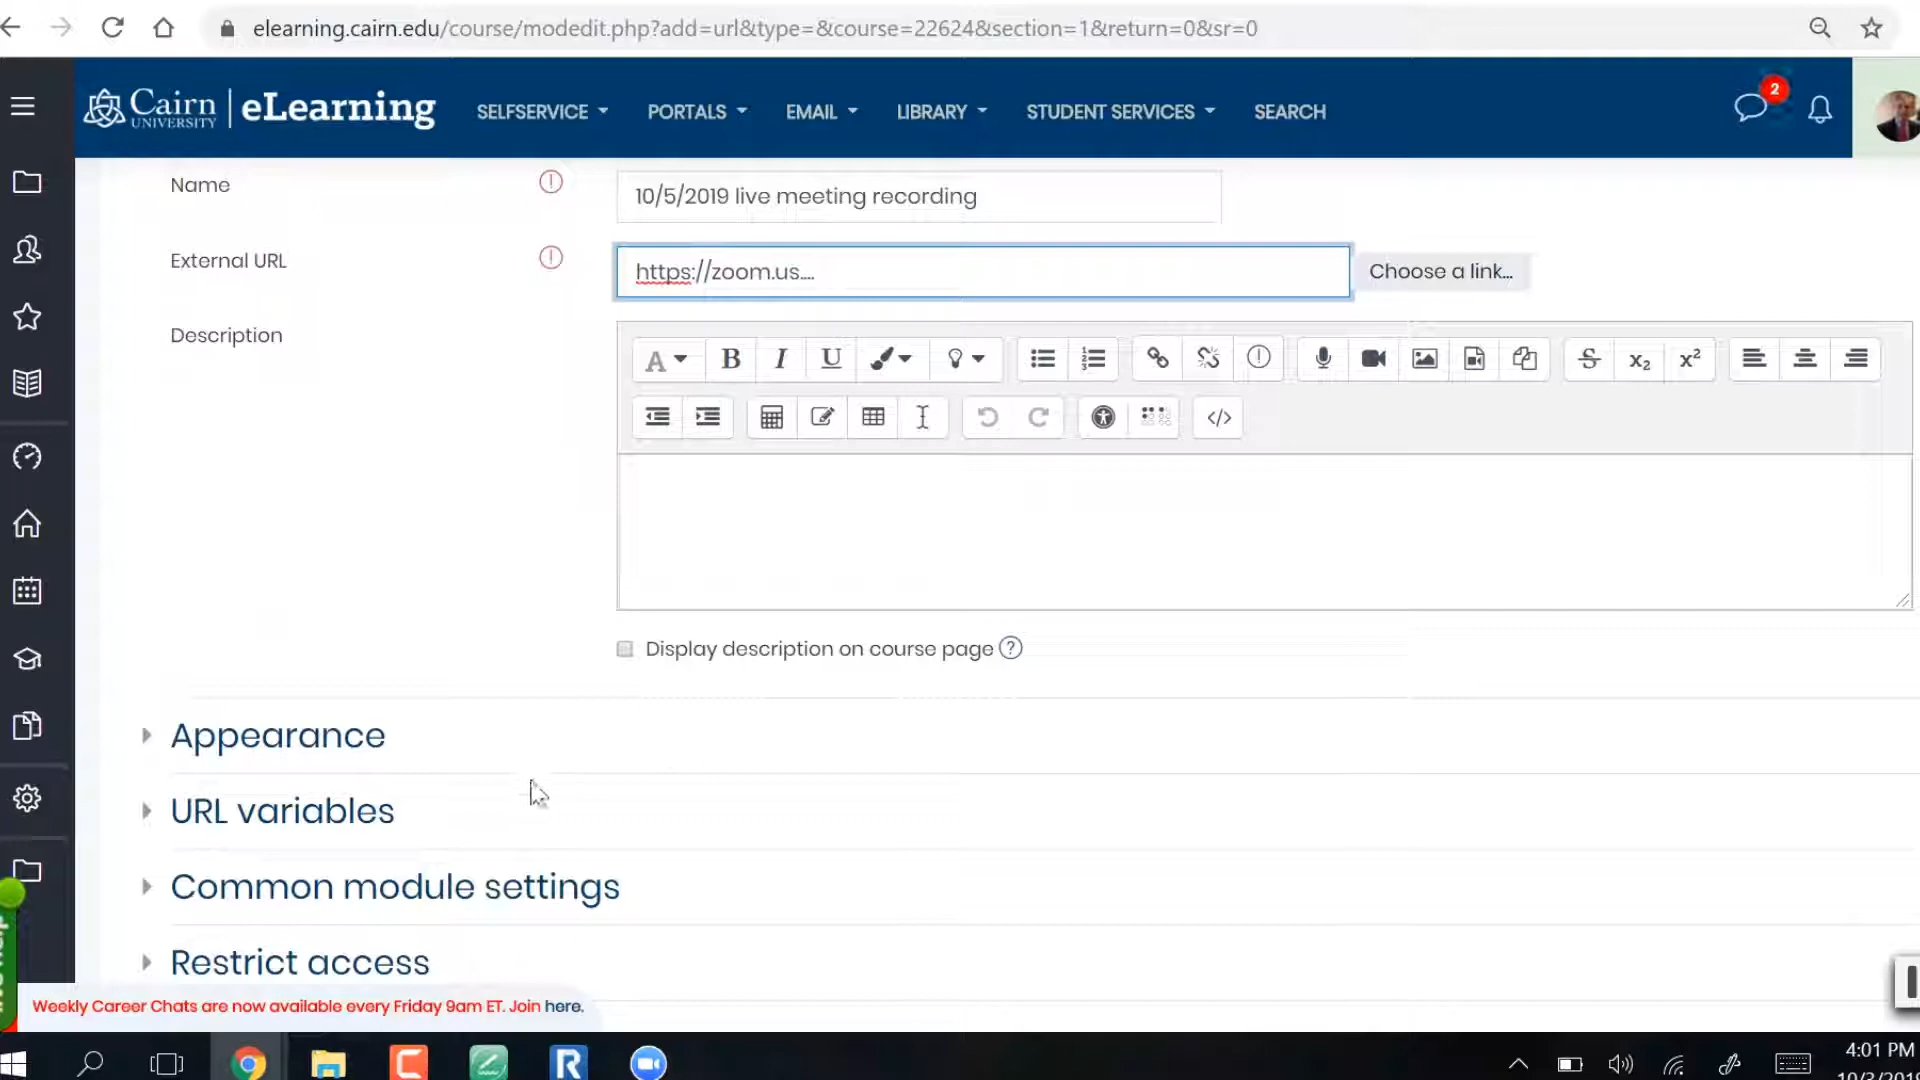 elearning.cairn.edu/course/modedit.php?add=url&type=&course=22624&section=1&return=0&sr=0
Cairn UNIVERSITY eLearning SELFSERVICE PORTALS EMAIL LIBRARY STUDENT SERVICES SEARCH 2
Name 10/5/2019 live meeting recording
External URL https://zoom.us.... Choose a link...
Description
Display description on course page
Appearance
URL variables
Common module settings
Restrict access
Weekly Career Chats are now available every Friday 9am ET. Join here.
4:01 PM